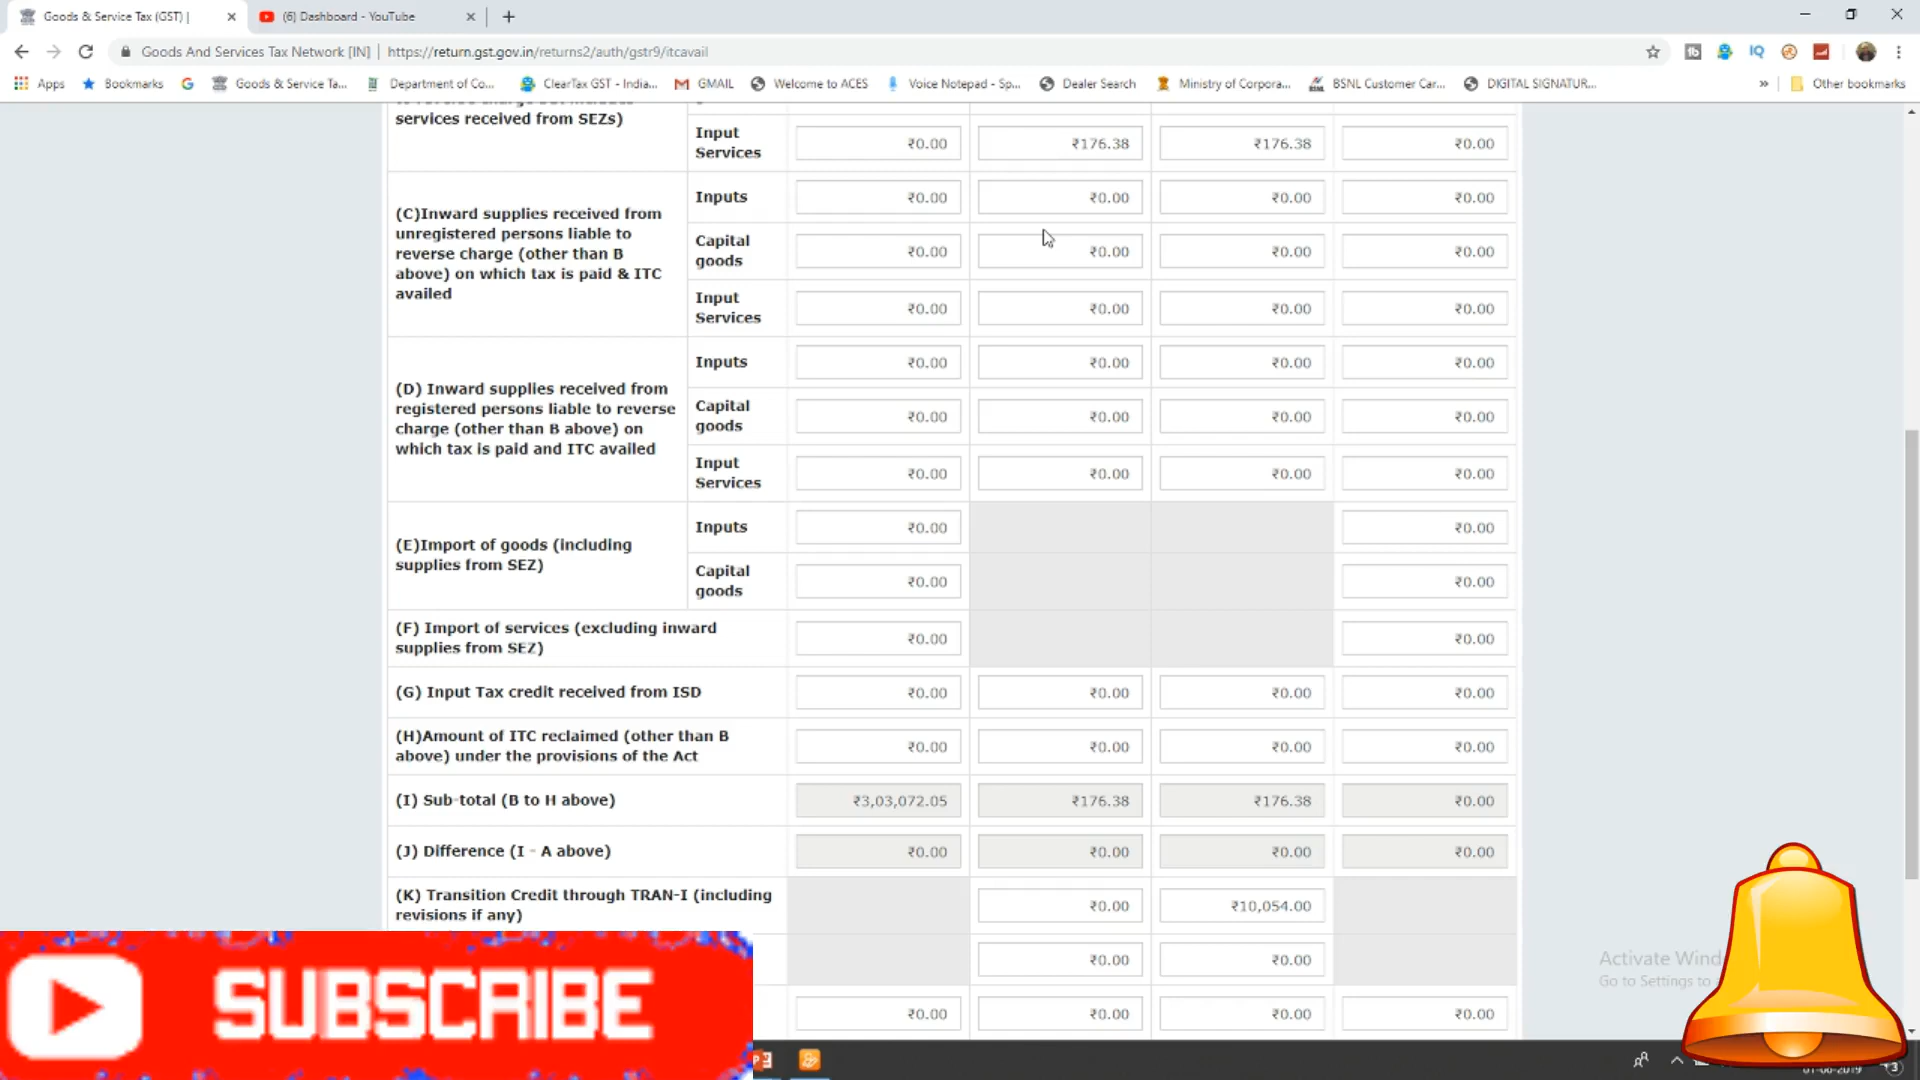 Goods & Service Tax (GST) |
(6) Dashboard - YouTube
Goods And Services Tax Network [IN] | https://return.gst.gov.in/returns2/auth/gstr9/itcavail
Apps
Bookmarks
Goods & Service Ta...
Department of Co...
ClearTax GST - India...
GMAIL
Welcome to ACES
Voice Notepad - Sp...
Dealer Search
Ministry of Corpora...
BSNL Customer Car...
DIGITAL SIGNATUR...
»
Other bookmarks
to reverse charge but includes
services received from SEZs)
Input Services ₹0.00 ₹176.38 ₹176.38 ₹0.00
(C)Inward supplies received from
unregistered persons liable to
reverse charge (other than B
above) on which tax is paid & ITC
availed
Inputs ₹0.00 ₹0.00 ₹0.00 ₹0.00
Capital goods ₹0.00 ₹0.00 ₹0.00 ₹0.00
Input Services ₹0.00 ₹0.00 ₹0.00 ₹0.00
(D) Inward supplies received from
registered persons liable to reverse
charge (other than B above) on
which tax is paid and ITC availed
Inputs ₹0.00 ₹0.00 ₹0.00 ₹0.00
Capital goods ₹0.00 ₹0.00 ₹0.00 ₹0.00
Input Services ₹0.00 ₹0.00 ₹0.00 ₹0.00
(E)Import of goods (including
supplies from SEZ)
Inputs ₹0.00 ₹0.00
Capital goods ₹0.00 ₹0.00
(F) Import of services (excluding inward
supplies from SEZ)
₹0.00 ₹0.00
(G) Input Tax credit received from ISD ₹0.00 ₹0.00 ₹0.00 ₹0.00
(H)Amount of ITC reclaimed (other than B
above) under the provisions of the Act
₹0.00 ₹0.00 ₹0.00 ₹0.00
(I) Sub-total (B to H above) ₹3,03,072.05 ₹176.38 ₹176.38 ₹0.00
(J) Difference (I - A above) ₹0.00 ₹0.00 ₹0.00 ₹0.00
(K) Transition Credit through TRAN-I (including
revisions if any)
₹0.00 ₹10,054.00
₹0.00 ₹0.00
₹0.00 ₹0.00 ₹0.00 ₹0.00
Activate Wind
Go to Settings to
SUBSCRIBE
01-06-2019
3